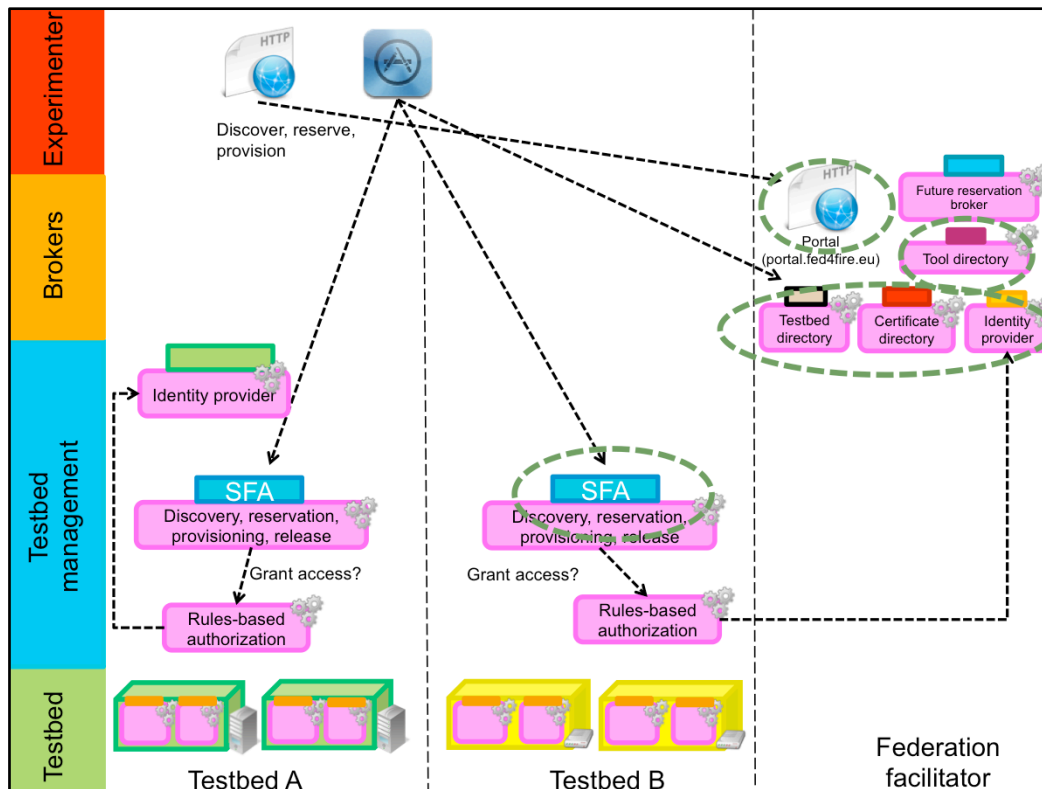 Experimenter
HTTP
Discover, reserve,
provision
Brokers
HTTP
Portal
(portal.fed4fire.eu)
Future reservation
broker
Tool directory
Testbed
directory
Certificate
directory
Identity
provider
Testbed
management
Identity provider
SFA
Discovery, reservation,
provisioning, release
Grant access?
Rules-based
authorization
SFA
Discovery, reservation,
provisioning, release
Grant access?
Rules-based
authorization
Testbed
Testbed A
Testbed B
Federation
facilitator